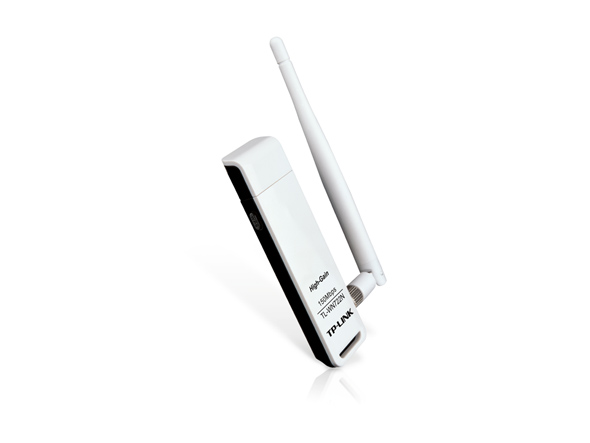 High-Gain
150Mbps
TL-WN722N
TP-LINK